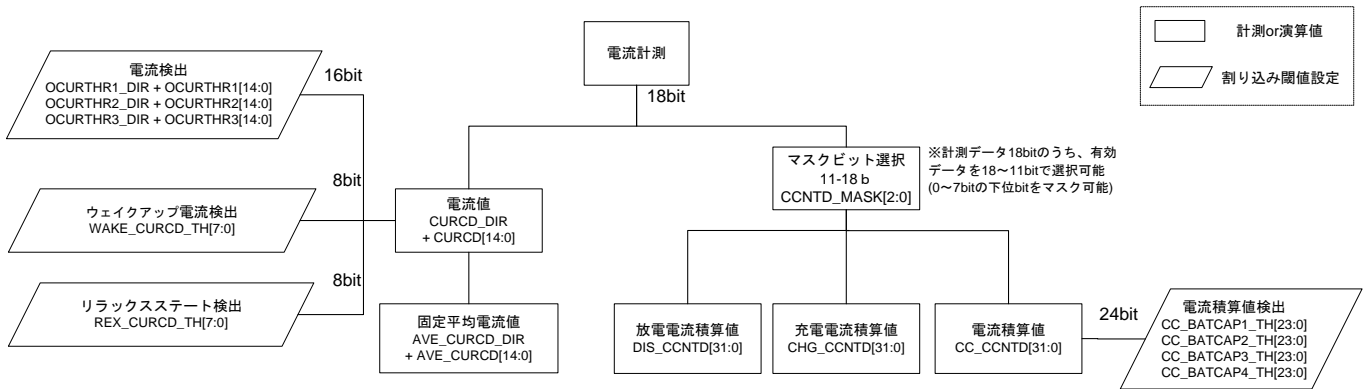 電流計測
18bit
計測or演算値
割り込み閾値設定
電流検出
OCURTHR1_DIR + OCURTHR1[14:0]
OCURTHR2_DIR + OCURTHR2[14:0]
OCURTHR3_DIR + OCURTHR3[14:0]
16bit
ウェイクアップ電流検出
WAKE_CURCD_TH[7:0]
8bit
リラックスステート検出
REX_CURCD_TH[7:0]
8bit
電流値
CURCD_DIR
+ CURCD[14:0]
固定平均電流値
AVE_CURCD_DIR
+ AVE_CURCD[14:0]
マスクビット選択
11-18 b
CCNTD_MASK[2:0]
※計測データ18bitのうち、有効
データを18~11bitで選択可能
(0~7bitの下位bitをマスク可能)
放電電流積算値
DIS_CCNTD[31:0]
充電電流積算値
CHG_CCNTD[31:0]
電流積算値
CC_CCNTD[31:0]
24bit
電流積算値検出
CC_BATCAP1_TH[23:0]
CC_BATCAP2_TH[23:0]
CC_BATCAP3_TH[23:0]
CC_BATCAP4_TH[23:0]